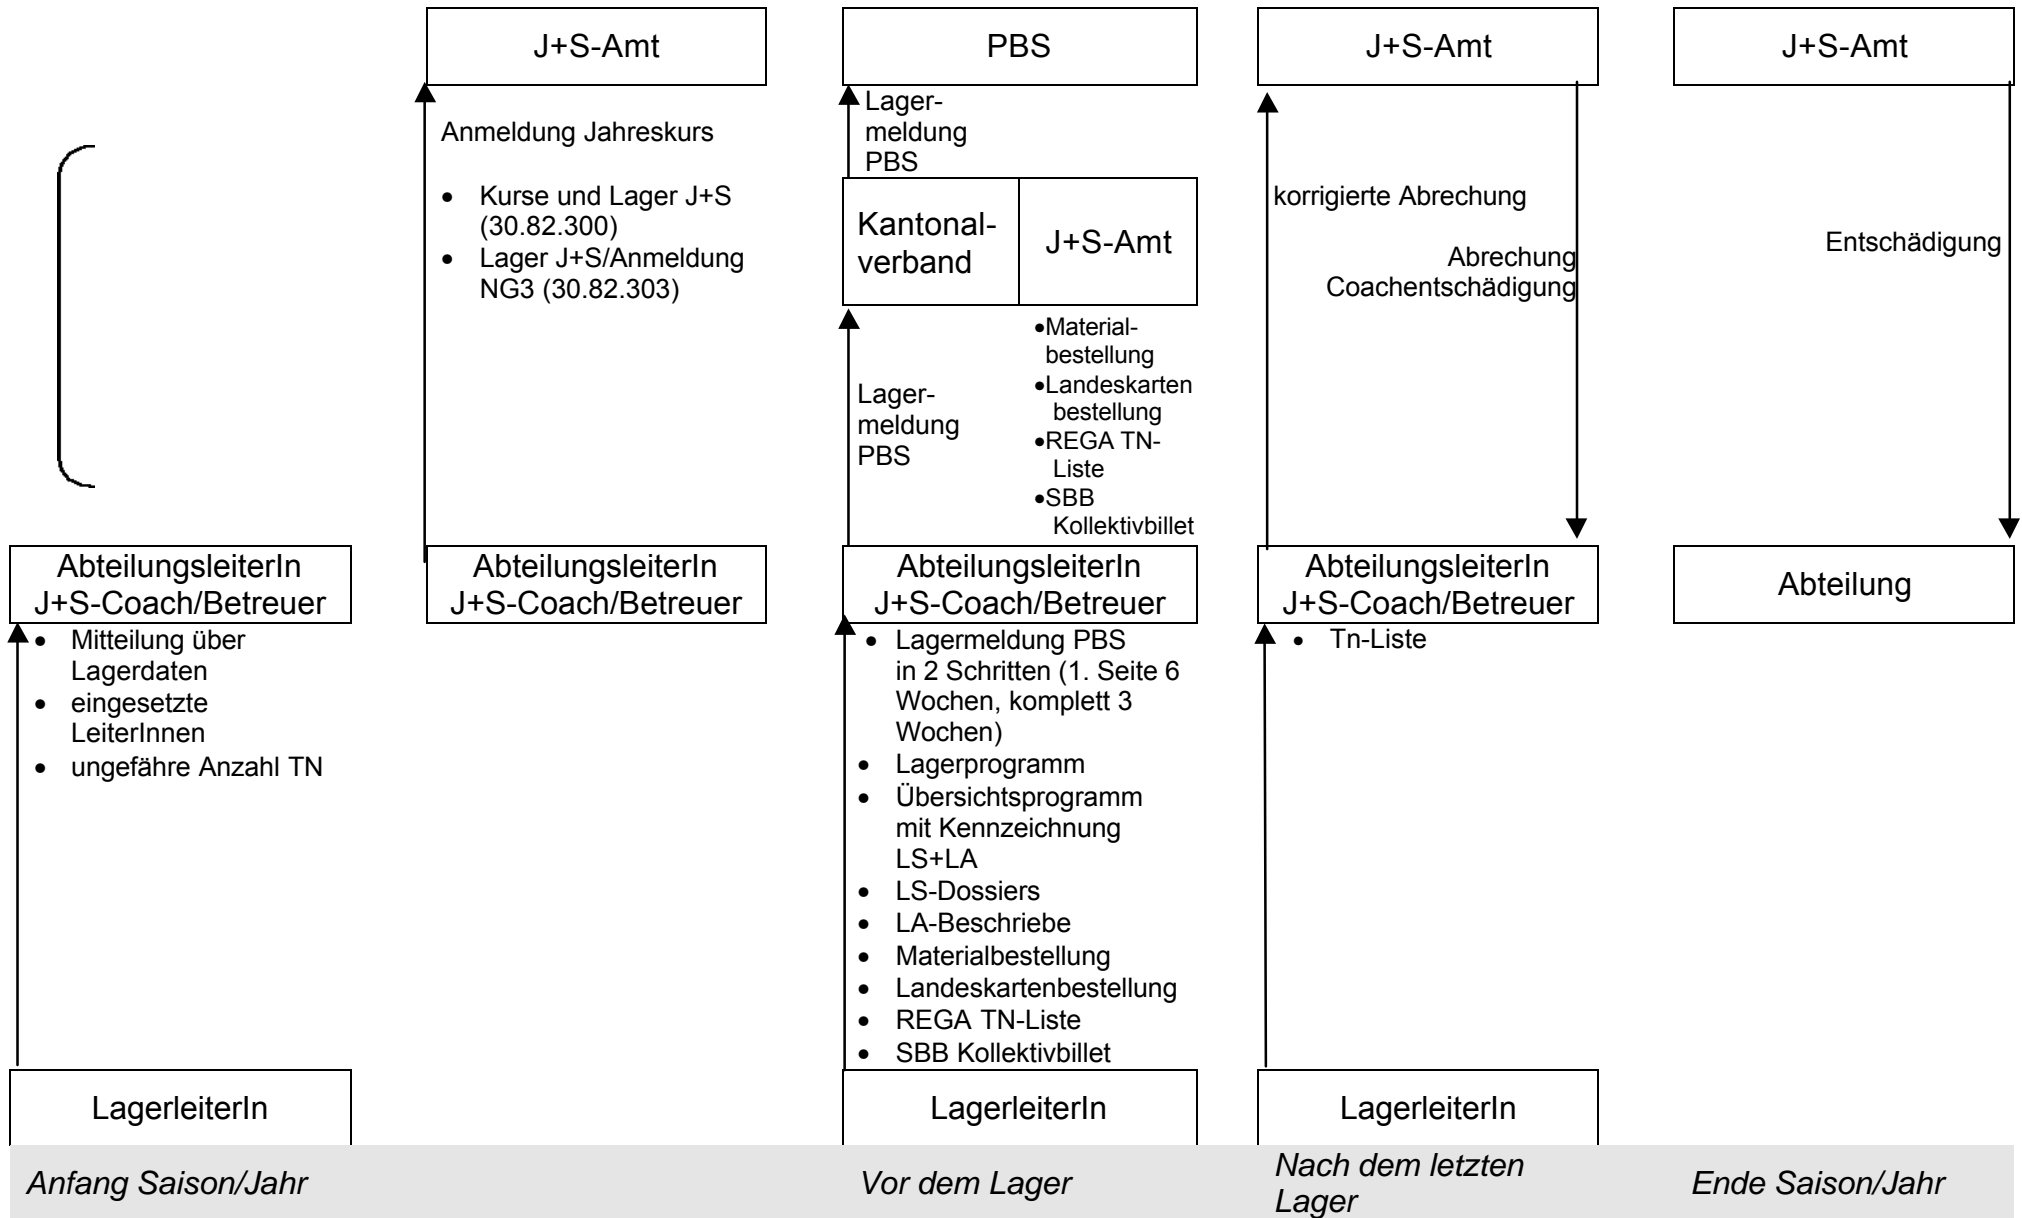 J+S-Amt
PBS
J+S-Amt
J+S-Amt
Anmeldung Jahreskurs
• Kurse und Lager J+S
(30.82.300)
• Lager J+S/Anmeldung
NG3 (30.82.303)
Lager-
meldung
PBS
Kantonal-
verband
J+S-Amt
Lager-
meldung
PBS
•Material-
bestellung
•Landeskarten
bestellung
•REGA TN-
Liste
•SBB
Kollektivbillet
korrigierte Abrechung
Abrechung
Coachentschädigung
Entschädigung
AbteilungsleiterIn
J+S-Coach/Betreuer
AbteilungsleiterIn
J+S-Coach/Betreuer
AbteilungsleiterIn
J+S-Coach/Betreuer
AbteilungsleiterIn
J+S-Coach/Betreuer
Abteilung
• Mitteilung über
Lagerdaten
• eingesetzte
LeiterInnen
• ungefähre Anzahl TN
• Lagermeldung PBS
in 2 Schritten (1. Seite 6
Wochen, komplett 3
Wochen)
• Lagerprogramm
• Übersichtsprogramm
mit Kennzeichnung
LS+LA
• LS-Dossiers
• LA-Beschriebe
• Materialbestellung
• Landeskartenbestellung
• REGA TN-Liste
• SBB Kollektivbillet
• Tn-Liste
LagerleiterIn
LagerleiterIn
LagerleiterIn
Anfang Saison/Jahr
Vor dem Lager
Nach dem letzten
Lager
Ende Saison/Jahr